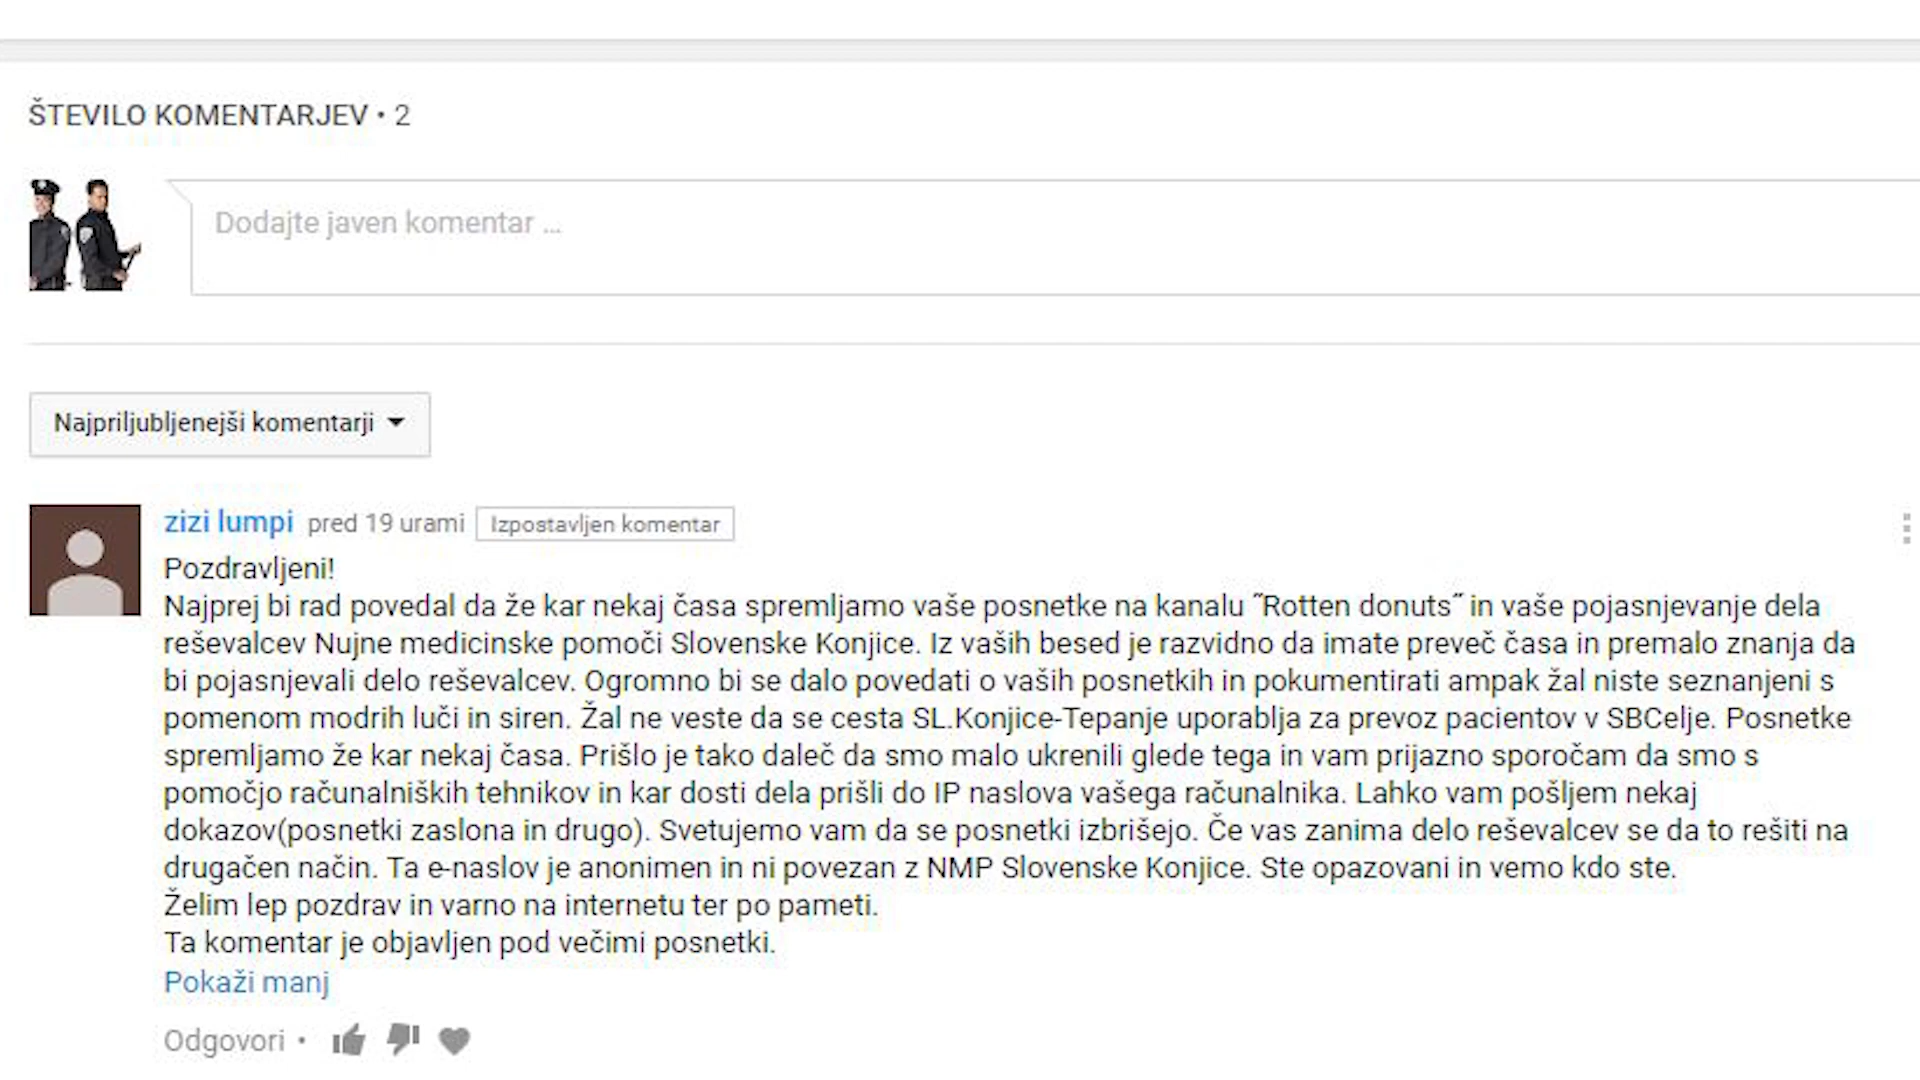 ŠTEVILO KOMENTARJEV • 2
Dodajte javen komentar ...
Najpriljubljenejši komentarji
zizi lumpi pred 19 urami Izpostavljen komentar
Pozdravljeni!
Najprej bi rad povedal da že kar nekaj časa spremljamo vaše posnetke na kanalu ˝Rotten donuts˝ in vaše pojasnjevanje dela
reševalcev Nujne medicinske pomoči Slovenske Konjice. Iz vaših besed je razvidno da imate preveč časa in premalo znanja da
bi pojasnjevali delo reševalcev. Ogromno bi se dalo povedati o vaših posnetkih in pokumentirati ampak žal niste seznanjeni s
pomenom modrih luči in siren. Žal ne veste da se cesta SL.Konjice-Tepanje uporablja za prevoz pacientov v SBCelje. Posnetke
spremljamo že kar nekaj časa. Prišlo je tako daleč da smo malo ukrenili glede tega in vam prijazno sporočam da smo s
pomočjo računalniških tehnikov in kar dosti dela prišli do IP naslova vašega računalnika. Lahko vam pošljem nekaj
dokazov(posnetki zaslona in drugo). Svetujemo vam da se posnetki izbrišejo. Če vas zanima delo reševalcev se da to rešiti na
drugačen način. Ta e-naslov je anonimen in ni povezan z NMP Slovenske Konjice. Ste opazovani in vemo kdo ste.
Želim lep pozdrav in varno na internetu ter po pameti.
Ta komentar je objavljen pod večimi posnetki.
Pokaži manj
Odgovori •